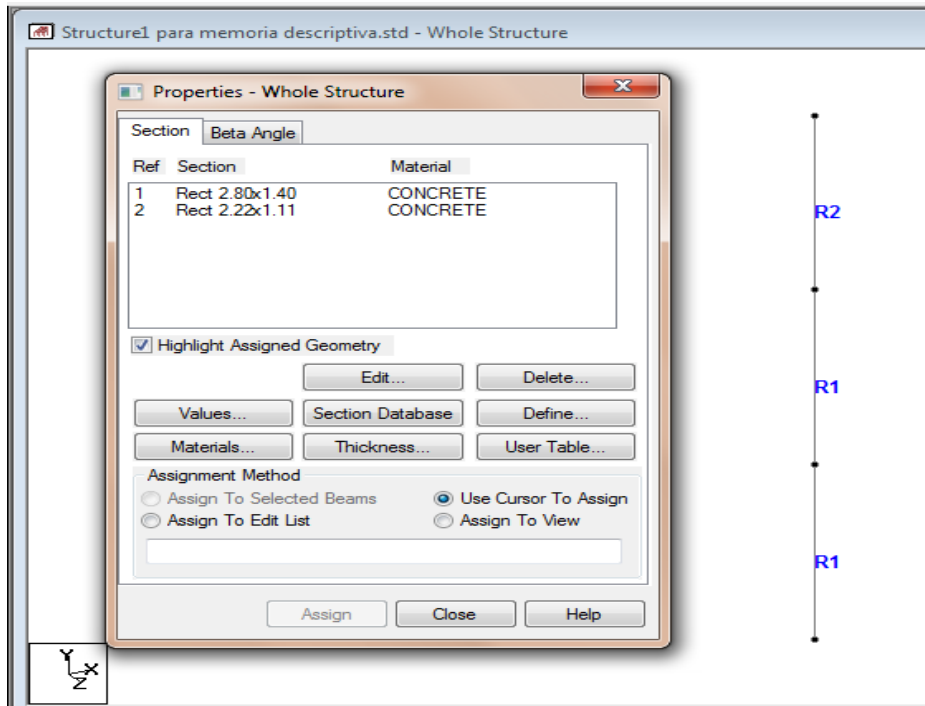 Structure1 para memoria descriptiva.std - Whole Structure
Properties - Whole Structure
Section Beta Angle
Ref Section Material
1 Rect 2.80x1.40 CONCRETE
2 Rect 2.22x1.11 CONCRETE
Highlight Assigned Geometry
Edit... Delete...
Values... Section Database Define...
Materials... Thickness... User Table...
Assignment Method
Assign To Selected Beams Use Cursor To Assign
Assign To Edit List Assign To View
Assign Close Help
R2
R1
R1
Y
X
Z